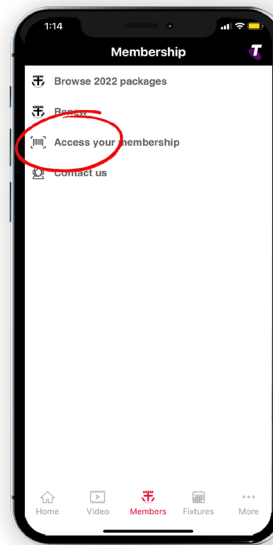 1:14
Membership
Browse 2022 packages
Renew
Access your membership
Contact us
Home Video Members Fixtures More